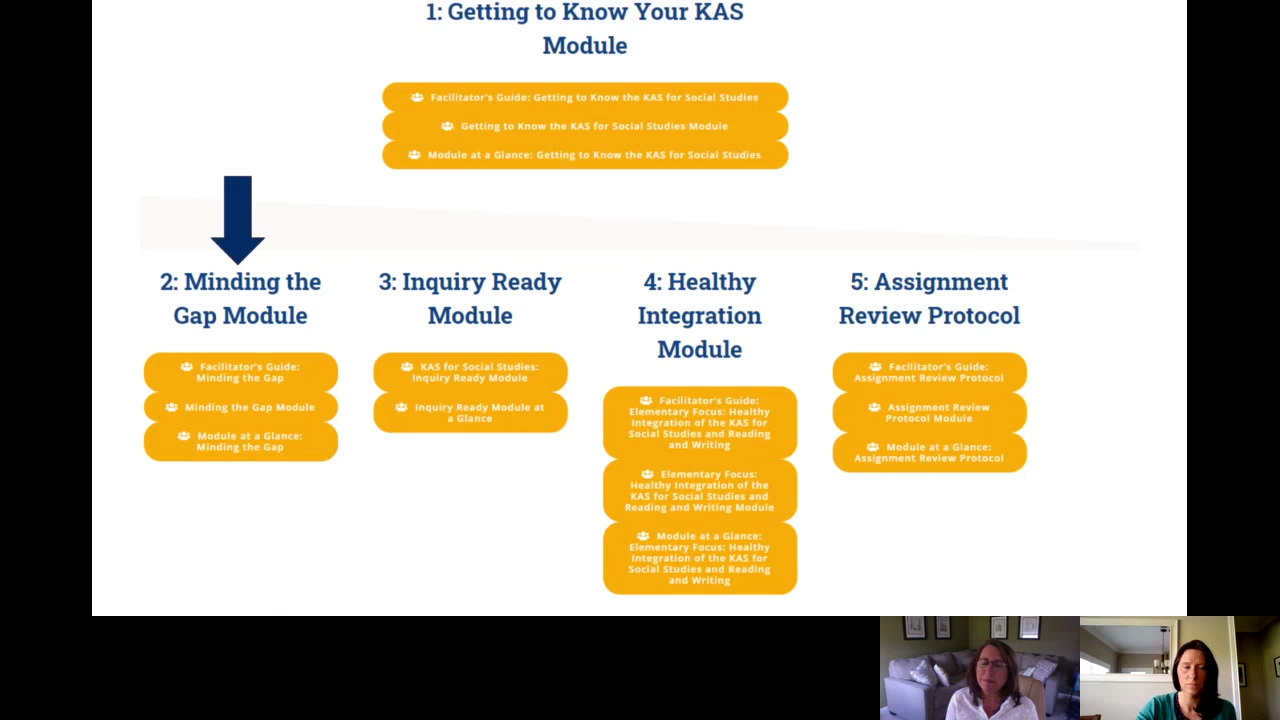 1: Getting to Know Your KAS
Module
Facilitator's Guide: Getting to Know the KAS for Social Studies
Getting to Know the KAS for Social Studies Module
Module at a Glance: Getting to Know the KAS for Social Studies
2: Minding the
Gap Module
Facilitator's Guide:
Minding the Gap
Minding the Gap Module
Module at a Glance:
Minding the Gap
3: Inquiry Ready
Module
KAS for Social Studies:
Inquiry Ready Module
Inquiry Ready Module at
a Glance
4: Healthy
Integration
Module
Facilitator's Guide:
Elementary Focus: Healthy
Integration of the KAS for
Social Studies and Reading
and Writing
Elementary Focus:
Healthy Integration of the
KAS for Social Studies and
Reading and Writing Module
Module at a Glance:
Elementary Focus: Healthy
Integration of the KAS for
Social Studies and Reading
and Writing
5: Assignment
Review Protocol
Facilitator's Guide:
Assignment Review Protocol
Assignment Review
Protocol Module
Module at a Glance:
Assignment Review Protocol